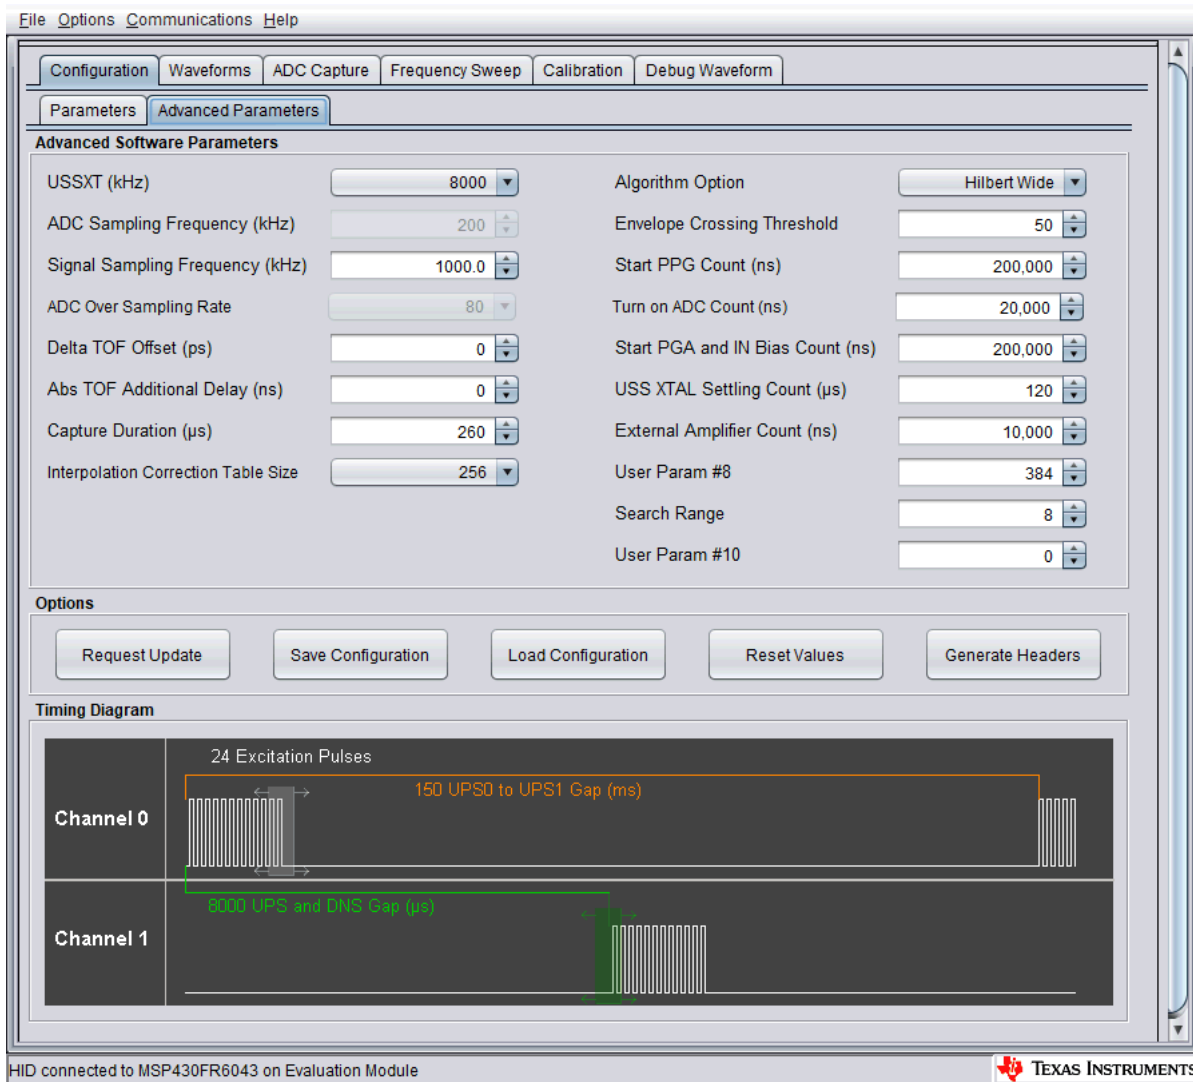 File Options Communications Help
Configuration Waveforms ADC Capture Frequency Sweep Calibration Debug Waveform
Parameters Advanced Parameters
Advanced Software Parameters
USSXT (kHz) 8000 Algorithm Option Hilbert Wide
ADC Sampling Frequency (kHz) 200 Envelope Crossing Threshold 50
Signal Sampling Frequency (kHz) 1000.0 Start PPG Count (ns) 200,000
ADC Over Sampling Rate 80 Turn on ADC Count (ns) 20,000
Delta TOF Offset (ps) 0 Start PGA and IN Bias Count (ns) 200,000
Abs TOF Additional Delay (ns) 0 USS XTAL Settling Count (µs) 120
Capture Duration (µs) 260 External Amplifier Count (ns) 10,000
Interpolation Correction Table Size 256 User Param #8 384
Search Range 8
User Param #10 0
Options
Request Update Save Configuration Load Configuration Reset Values Generate Headers
Timing Diagram
24 Excitation Pulses
150 UPS0 to UPS1 Gap (ms)
Channel 0
8000 UPS and DNS Gap (µs)
Channel 1
HID connected to MSP430FR6043 on Evaluation Module TEXAS INSTRUMENTS